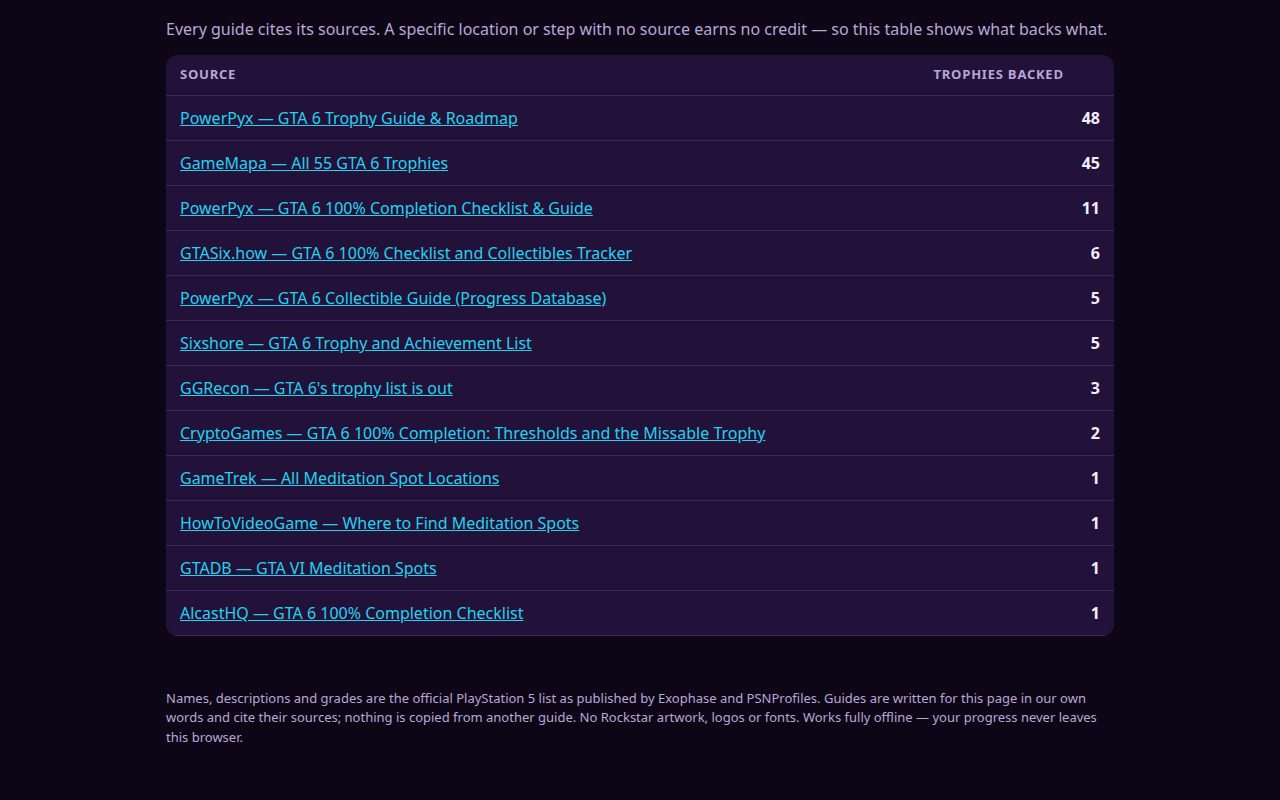 Every guide cites its sources. A specific location or step with no source earns no credit — so this table shows what backs what.
SOURCE TROPHIES BACKED
PowerPyx — GTA 6 Trophy Guide & Roadmap 48
GameMapa — All 55 GTA 6 Trophies 45
PowerPyx — GTA 6 100% Completion Checklist & Guide 11
GTASix.how — GTA 6 100% Checklist and Collectibles Tracker 6
PowerPyx — GTA 6 Collectible Guide (Progress Database) 5
Sixshore — GTA 6 Trophy and Achievement List 5
GGRecon — GTA 6's trophy list is out 3
CryptoGames — GTA 6 100% Completion: Thresholds and the Missable Trophy 2
GameTrek — All Meditation Spot Locations 1
HowToVideoGame — Where to Find Meditation Spots 1
GTADB — GTA VI Meditation Spots 1
AlcastHQ — GTA 6 100% Completion Checklist 1
Names, descriptions and grades are the official PlayStation 5 list as published by Exophase and PSNProfiles. Guides are written for this page in our own
words and cite their sources; nothing is copied from another guide. No Rockstar artwork, logos or fonts. Works fully offline — your progress never leaves
this browser.